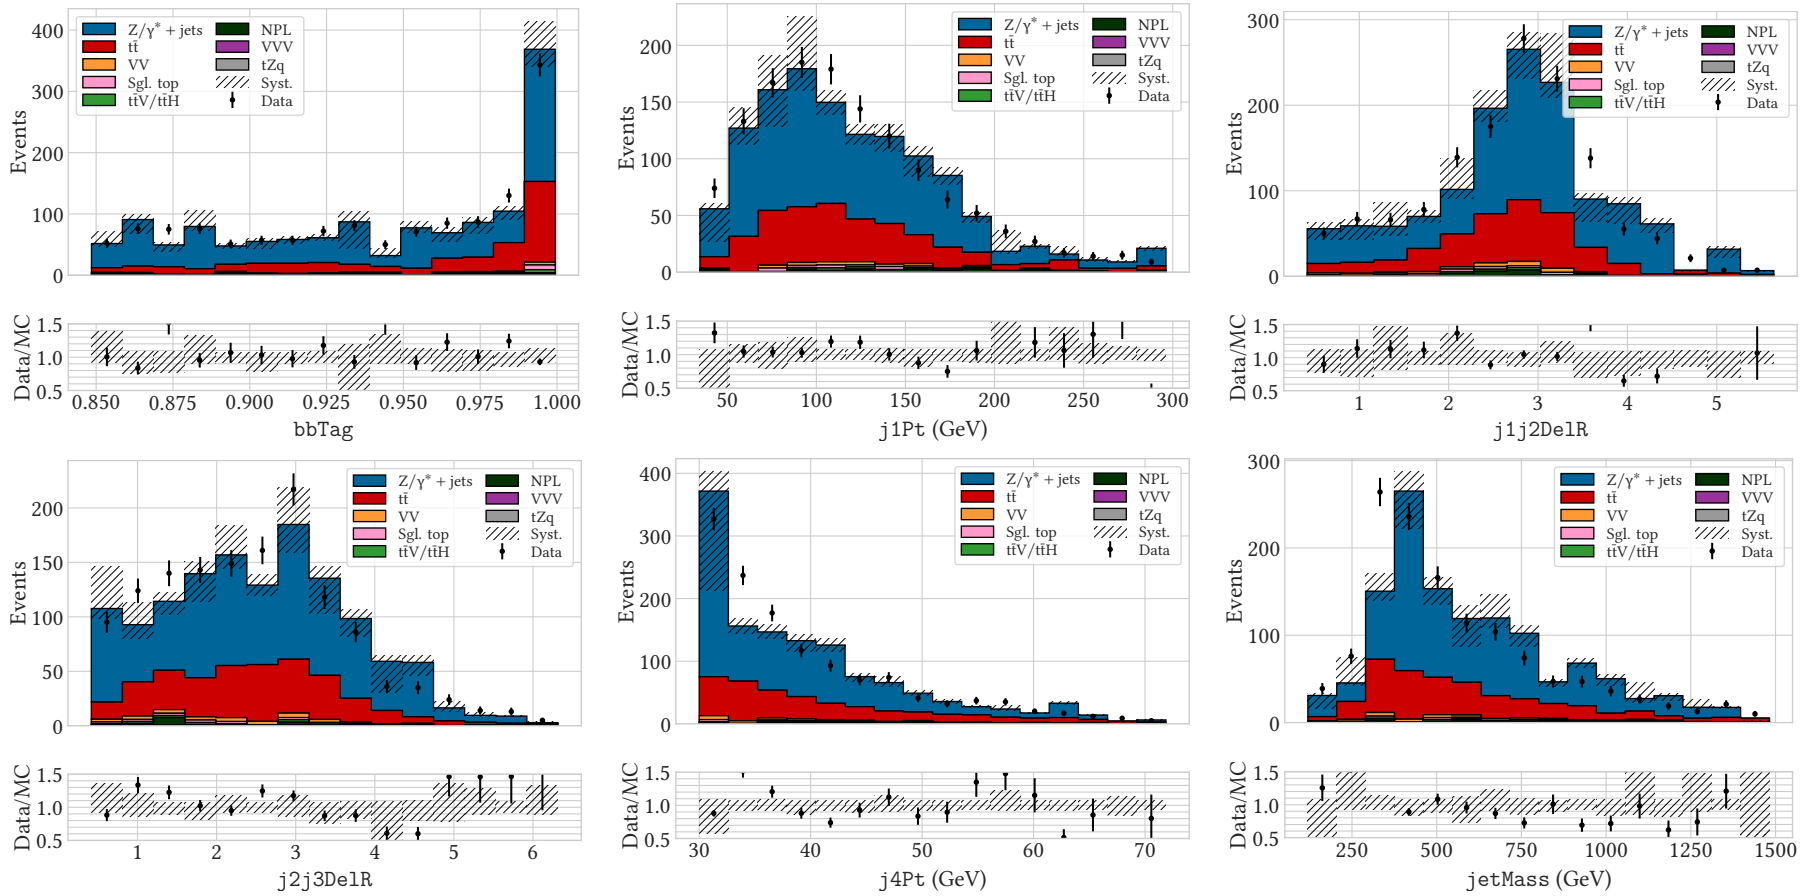 400
300
200
100
0
Events
Z/γ* + jets
tt̄
VV
Sgl. top
tt̄V/tt̄H
NPL
VVV
tZq
Syst.
Data
1.5
1.0
0.5
Data/MC
0.850 0.875 0.900 0.925 0.950 0.975 1.000
bbTag
200
150
100
50
0
Events
Z/γ* + jets
tt̄
VV
Sgl. top
tt̄V/tt̄H
NPL
VVV
tZq
Syst.
Data
1.5
1.0
0.5
Data/MC
50 100 150 200 250 300
j1Pt (GeV)
300
200
100
0
Events
Z/γ* + jets
tt̄
VV
Sgl. top
tt̄V/tt̄H
NPL
VVV
tZq
Syst.
Data
1.5
1.0
0.5
Data/MC
1 2 3 4 5
j1j2DelR
200
150
100
50
0
Events
Z/γ* + jets
tt̄
VV
Sgl. top
tt̄V/tt̄H
NPL
VVV
tZq
Syst.
Data
1.5
1.0
0.5
Data/MC
1 2 3 4 5 6
j2j3DelR
400
300
200
100
0
Events
Z/γ* + jets
tt̄
VV
Sgl. top
tt̄V/tt̄H
NPL
VVV
tZq
Syst.
Data
1.5
1.0
0.5
Data/MC
30 40 50 60 70
j4Pt (GeV)
300
200
100
0
Events
Z/γ* + jets
tt̄
VV
Sgl. top
tt̄V/tt̄H
NPL
VVV
tZq
Syst.
Data
1.5
1.0
0.5
Data/MC
250 500 750 1000 1250 1500
jetMass (GeV)